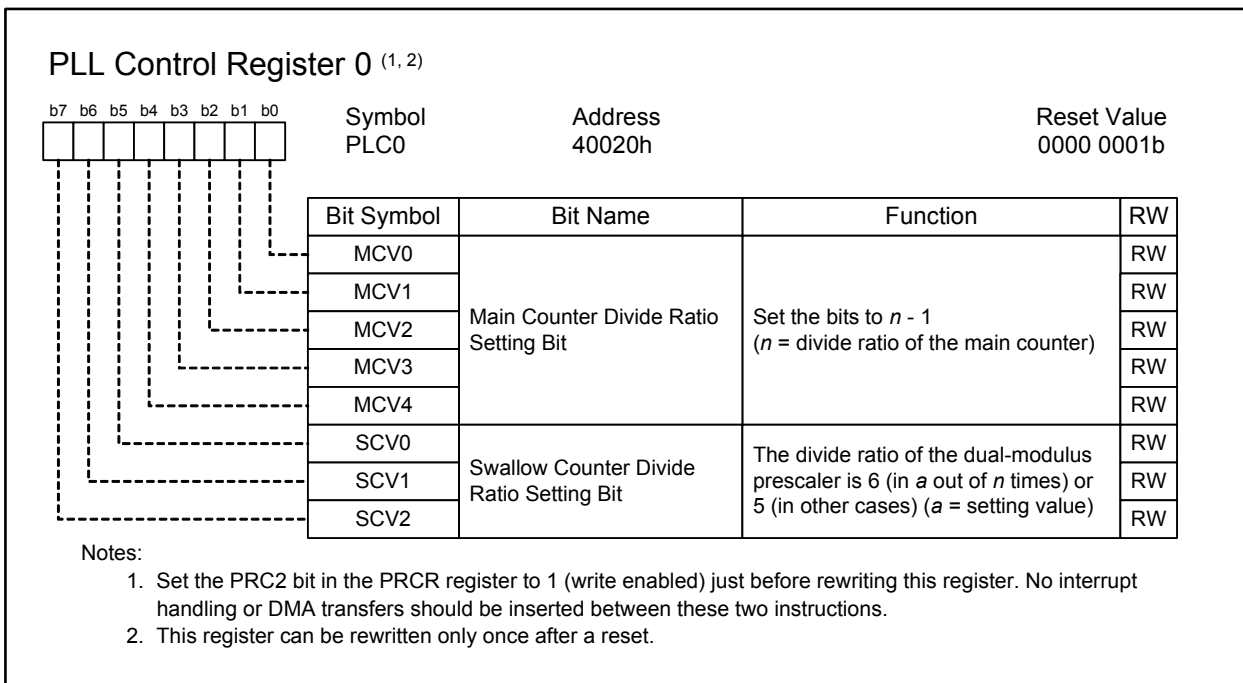 PLL Control Register 0 (1, 2)
b7 b6 b5 b4 b3 b2 b1 b0
Symbol Address Reset Value
PLC0 40020h 0000 0001b
Bit Symbol Bit Name Function RW
MCV0 RW
MCV1 RW
MCV2 RW
MCV3 RW
MCV4 RW
Main Counter Divide Ratio
Setting Bit
Set the bits to n - 1
(n = divide ratio of the main counter)
SCV0 RW
SCV1 RW
SCV2 RW
Swallow Counter Divide
Ratio Setting Bit
The divide ratio of the dual-modulus
prescaler is 6 (in a out of n times) or
5 (in other cases) (a = setting value)
Notes:
1. Set the PRC2 bit in the PRCR register to 1 (write enabled) just before rewriting this register. No interrupt
handling or DMA transfers should be inserted between these two instructions.
2. This register can be rewritten only once after a reset.